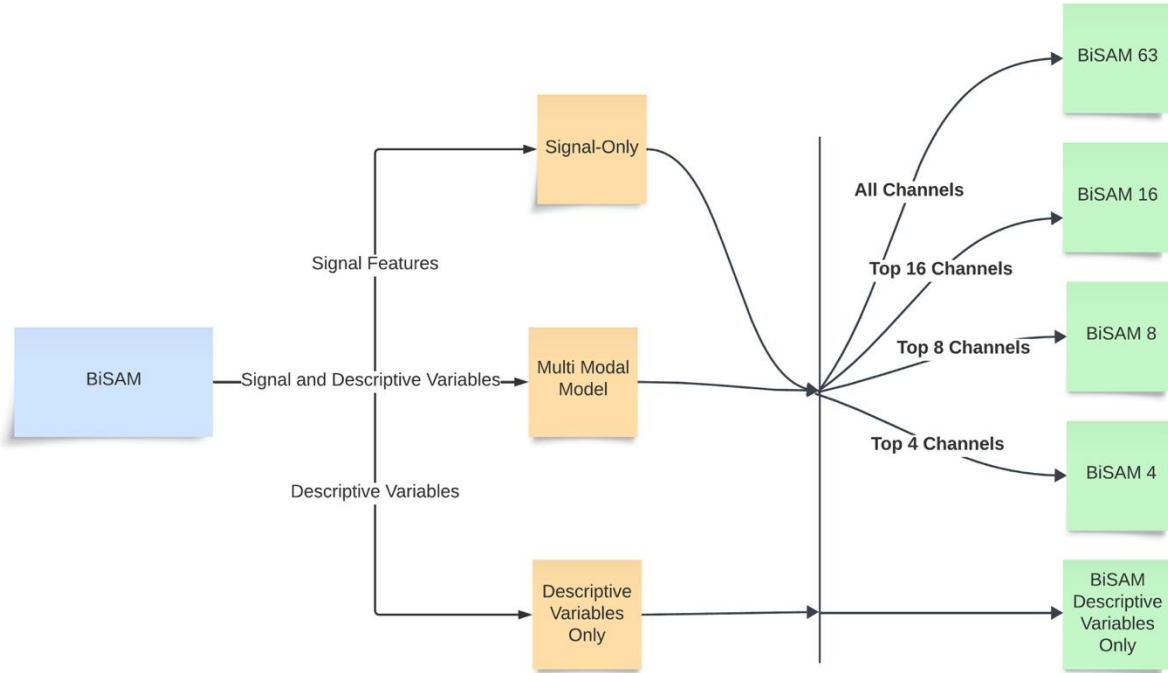 BiSAM
Signal Features
Signal and Descriptive Variables
Descriptive Variables
Signal-Only
Multi Modal
Model
Descriptive
Variables
Only
All Channels
Top 16 Channels
Top 8 Channels
Top 4 Channels
BiSAM 63
BiSAM 16
BiSAM 8
BiSAM 4
BiSAM
Descriptive
Variables
Only